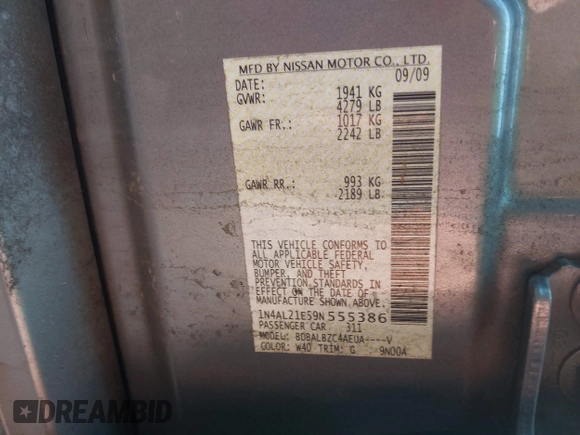 MFD BY NISSAN MOTOR CO., LTD.
DATE: 09/09
GVWR: 1941 KG
4279 LB
GAWR FR.: 1017 KG
2242 LB
GAWR RR.: 993 KG
2189 LB
THIS VEHICLE CONFORMS TO
ALL APPLICABLE FEDERAL
MOTOR VEHICLE SAFETY,
BUMPER, AND THEFT
PREVENTION STANDARDS IN
EFFECT ON THE DATE OF
MANUFACTURE SHOWN ABOVE.
1N4AL21E59N555386
PASSENGER CAR 311
MODEL: BDBALBZC4AEUA----V
COLOR: W40 TRIM: G 9N00A
DREAMBID